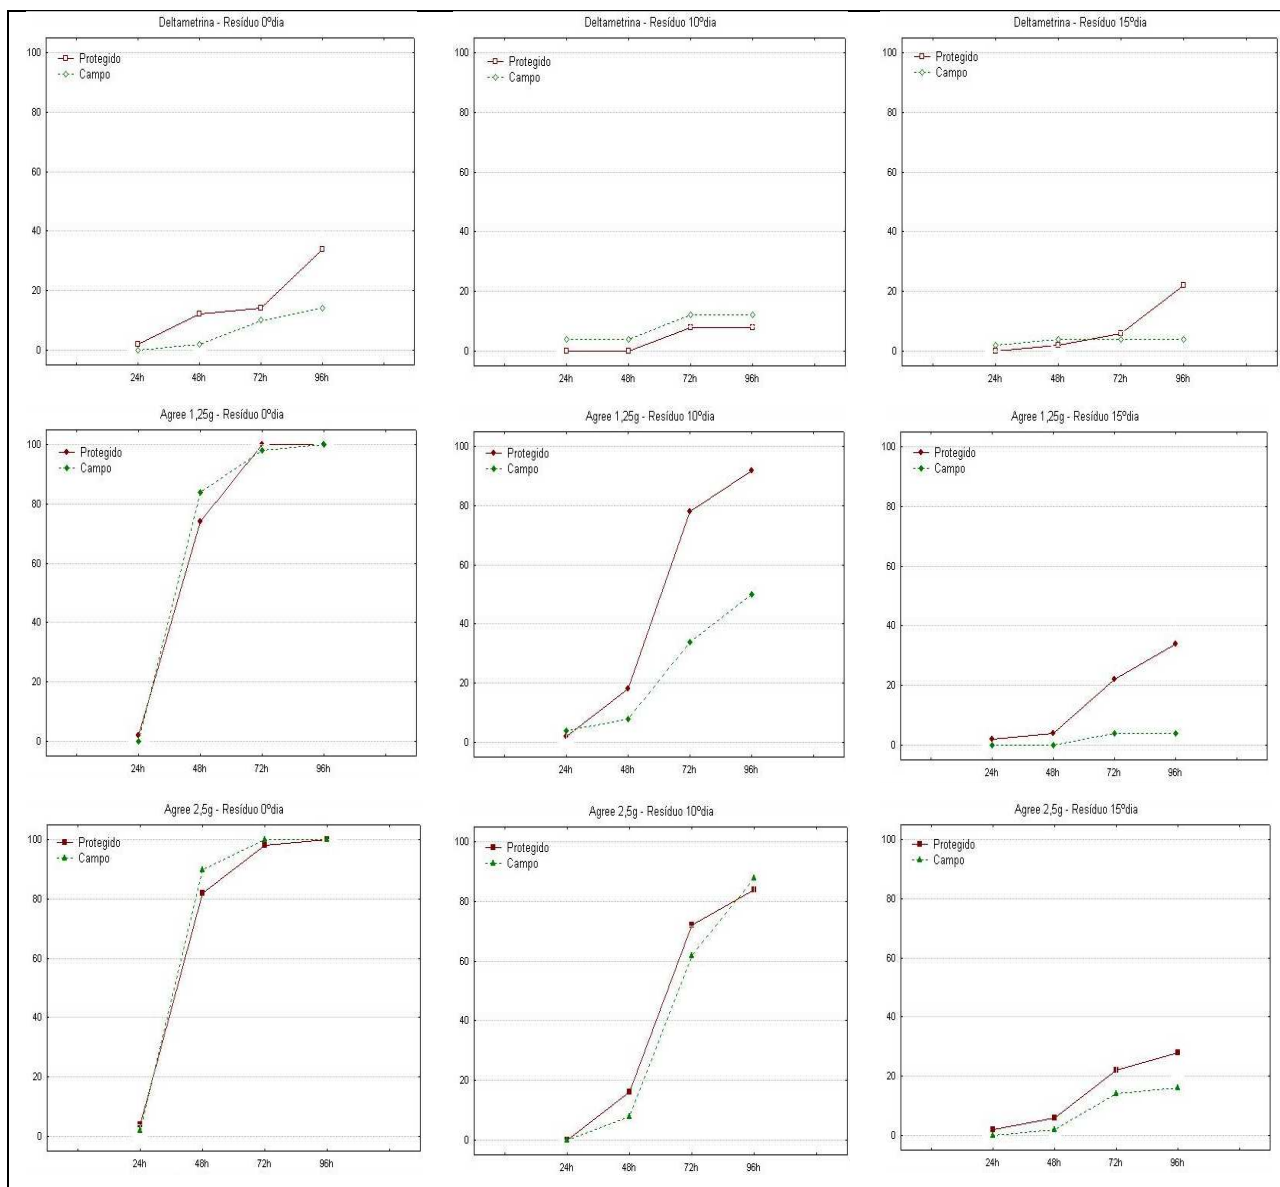 Deltametrina - Resíduo 0ºdia
100
80
60
40
20
0
Protegido
Campo
24h 48h 72h 96h
Deltametrina - Resíduo 10ºdia
100
80
60
40
20
0
Protegido
Campo
24h 48h 72h 96h
Deltametrina - Resíduo 15ºdia
100
80
60
40
20
0
Protegido
Campo
24h 48h 72h 96h
Agree 1,25g - Resíduo 0ºdia
100
80
60
40
20
0
Protegido
Campo
24h 48h 72h 96h
Agree 1,25g - Resíduo 10ºdia
100
80
60
40
20
0
Protegido
Campo
24h 48h 72h 96h
Agree 1,25g - Resíduo 15ºdia
100
80
60
40
20
0
Protegido
Campo
24h 48h 72h 96h
Agree 2,5g - Resíduo 0ºdia
100
80
60
40
20
0
Protegido
Campo
24h 48h 72h 96h
Agree 2,5g - Resíduo 10ºdia
100
80
60
40
20
0
Protegido
Campo
24h 48h 72h 96h
Agree 2,5g - Resíduo 15ºdia
100
80
60
40
20
0
Protegido
Campo
24h 48h 72h 96h